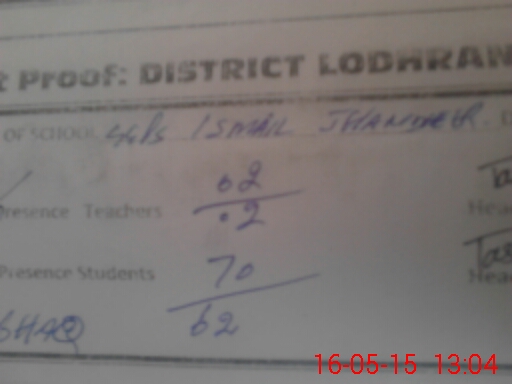 Proof: DISTRICT LODHRAN
OF SCHOOL GGPS ISMAIL JHANDEER
Presence Teachers 02/02
Presence Students 70/62
16-05-15 13:04